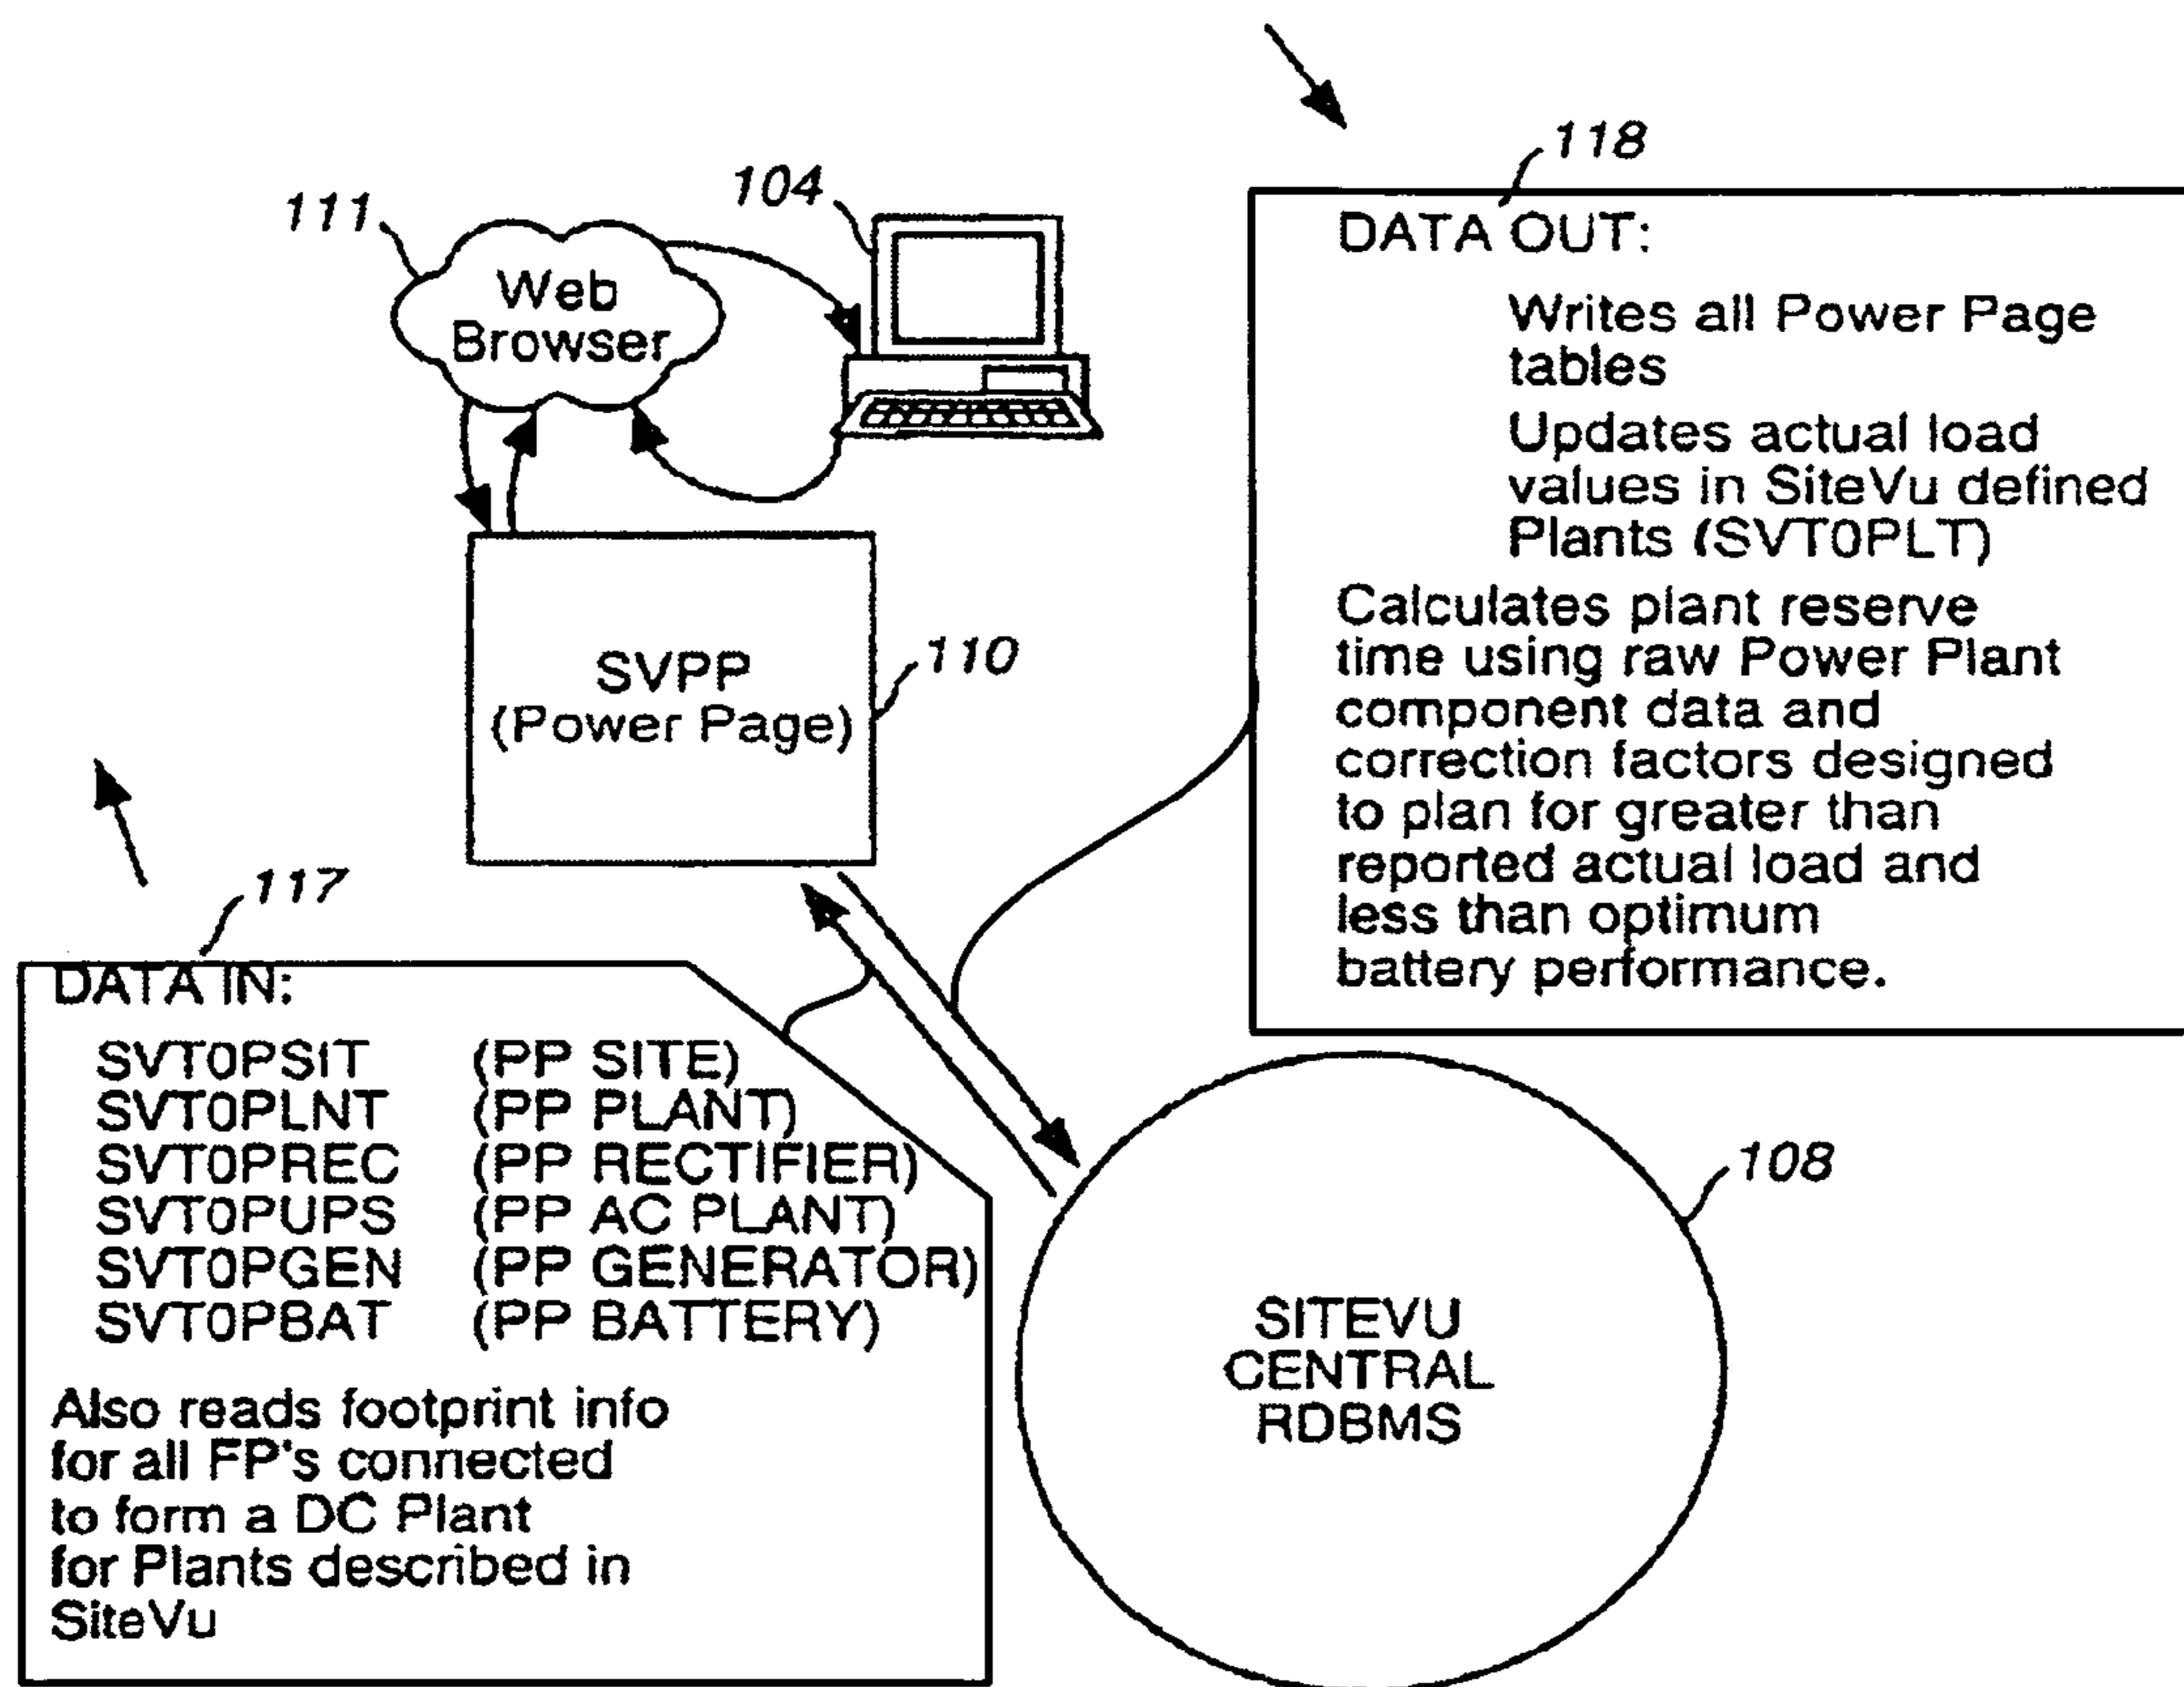 118
104
111
Web
Browser
DATA OUT:
Writes all Power Page
tables
Updates actual load
values in SiteVu defined
Plants (SVT0PLT)
Calculates plant reserve
time using raw Power Plant
component data and
correction factors designed
to plan for greater than
reported actual load and
less than optimum
battery performance.
SVPP
(Power Page)
110
117
DATA IN:
SVT0PSIT (PP SITE)
SVT0PLNT (PP PLANT)
SVT0PREC (PP RECTIFIER)
SVT0PUPS (PP AC PLANT)
SVT0PGEN (PP GENERATOR)
SVT0PBAT (PP BATTERY)
Also reads footprint info
for all FP's connected
to form a DC Plant
for Plants described in
SiteVu
108
SITEVU
CENTRAL
RDBMS